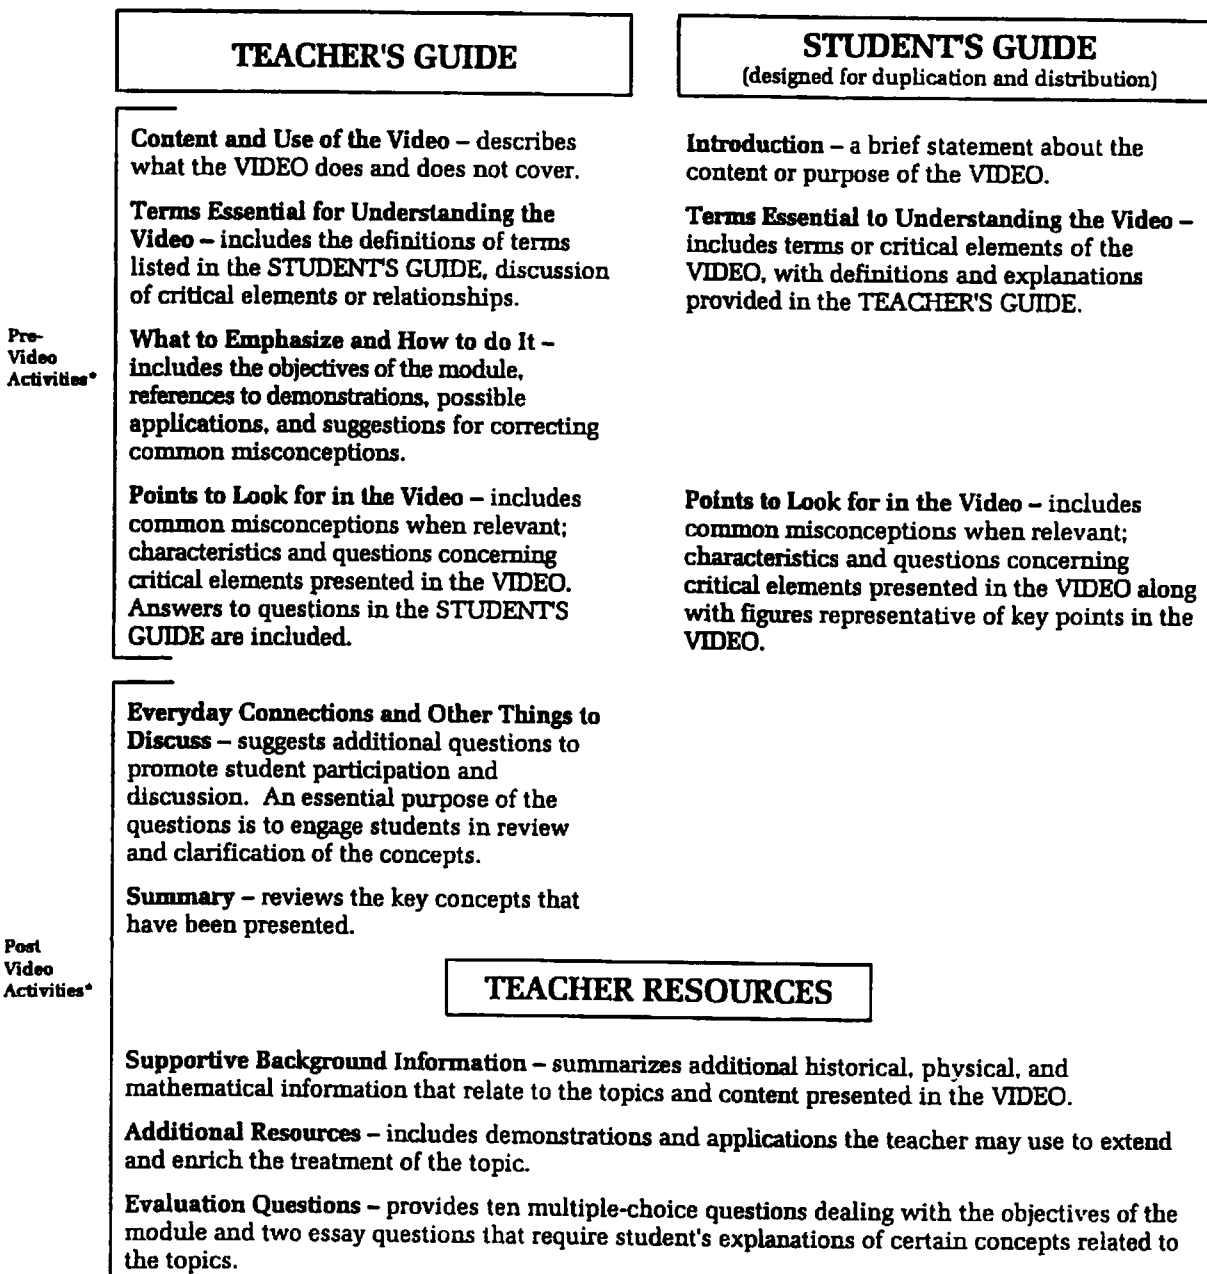 TEACHER'S GUIDE
STUDENT'S GUIDE
(designed for duplication and distribution)
Content and Use of the Video – describes
what the VIDEO does and does not cover.
Terms Essential for Understanding the
Video – includes the definitions of terms
listed in the STUDENT'S GUIDE, discussion
of critical elements or relationships.
Pre-
Video
Activities*
What to Emphasize and How to do It –
includes the objectives of the module,
references to demonstrations, possible
applications, and suggestions for correcting
common misconceptions.
Points to Look for in the Video – includes
common misconceptions when relevant;
characteristics and questions concerning
critical elements presented in the VIDEO.
Answers to questions in the STUDENT'S
GUIDE are included.
Introduction – a brief statement about the
content or purpose of the VIDEO.
Terms Essential to Understanding the Video –
includes terms or critical elements of the
VIDEO, with definitions and explanations
provided in the TEACHER'S GUIDE.
Points to Look for in the Video – includes
common misconceptions when relevant;
characteristics and questions concerning
critical elements presented in the VIDEO along
with figures representative of key points in the
VIDEO.
Everyday Connections and Other Things to
Discuss – suggests additional questions to
promote student participation and
discussion. An essential purpose of the
questions is to engage students in review
and clarification of the concepts.
Summary – reviews the key concepts that
have been presented.
Post
Video
Activities*
TEACHER RESOURCES
Supportive Background Information – summarizes additional historical, physical, and
mathematical information that relate to the topics and content presented in the VIDEO.
Additional Resources – includes demonstrations and applications the teacher may use to extend
and enrich the treatment of the topic.
Evaluation Questions – provides ten multiple-choice questions dealing with the objectives of the
module and two essay questions that require student's explanations of certain concepts related to
the topics.